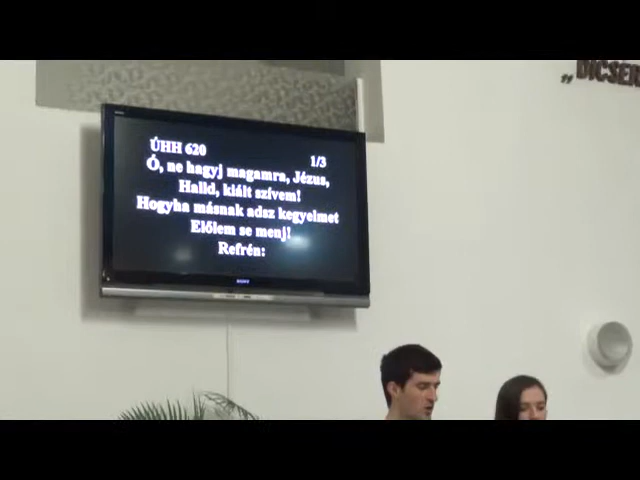 „DICSÉR
ÚHH 620
1/3
Ó, ne hagyj magamra, Jézus,
Halld, kiált szívem!
Hogyha másnak adsz kegyelmet
Előlem se menj!
Refrén:
SONY